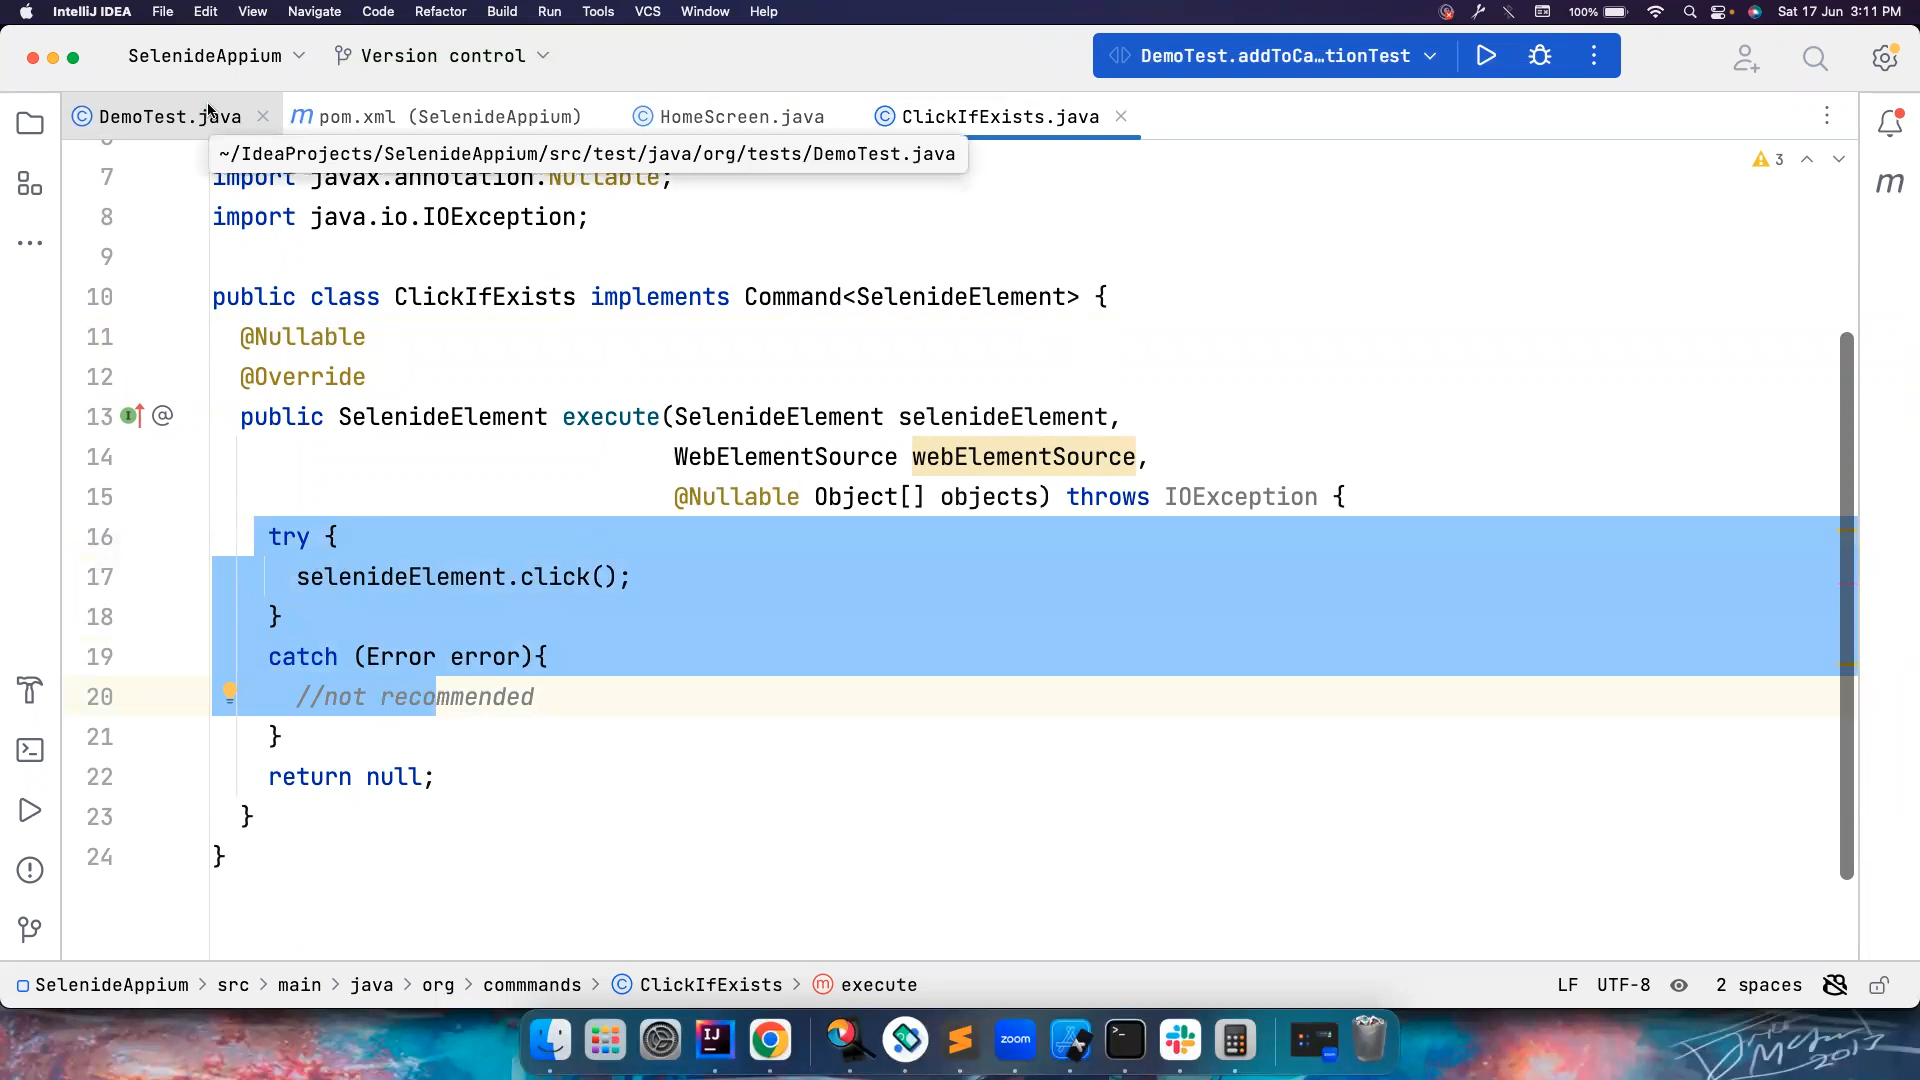 IntelliJ IDEA File Edit View Navigate Code Refactor Build Run Tools VCS Window Help 100% Sat 17 Jun 3:11 PM
SelenideAppium Version control DemoTest.addToCa…tionTest
DemoTest.java pom.xml (SelenideAppium) HomeScreen.java ClickIfExists.java
~/IdeaProjects/SelenideAppium/src/test/java/org/tests/DemoTest.java
3
7 import javax.annotation.Nullable;
8 import java.io.IOException;
9
10 public class ClickIfExists implements Command<SelenideElement> {
11 @Nullable
12 @Override
13 public SelenideElement execute(SelenideElement selenideElement,
14 WebElementSource webElementSource,
15 @Nullable Object[] objects) throws IOException {
16 try {
17 selenideElement.click();
18 }
19 catch (Error error){
20 //not recommended
21 }
22 return null;
23 }
24 }
SelenideAppium > src > main > java > org > commmands > ClickIfExists > execute LF UTF-8 2 spaces
zoom